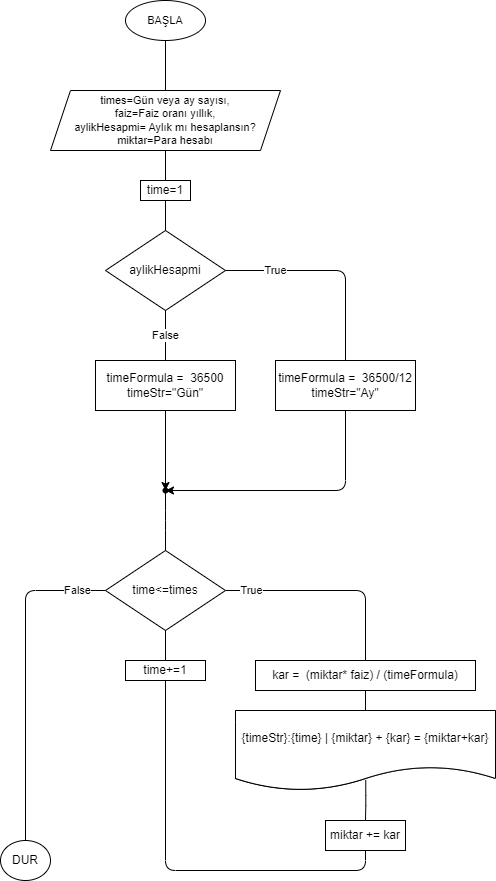 BAŞLA
times=Gün veya ay sayısı,
faiz=Faiz oranı yıllık,
aylikHesapmi= Aylık mı hesaplansın?
miktar=Para hesabı
time=1
aylikHesapmi
True
False
timeFormula = 36500
timeStr="Gün"
timeFormula = 36500/12
timeStr="Ay"
time<=times
False
True
time+=1
kar = (miktar* faiz) / (timeFormula)
{timeStr}:{time} | {miktar} + {kar} = {miktar+kar}
miktar += kar
DUR